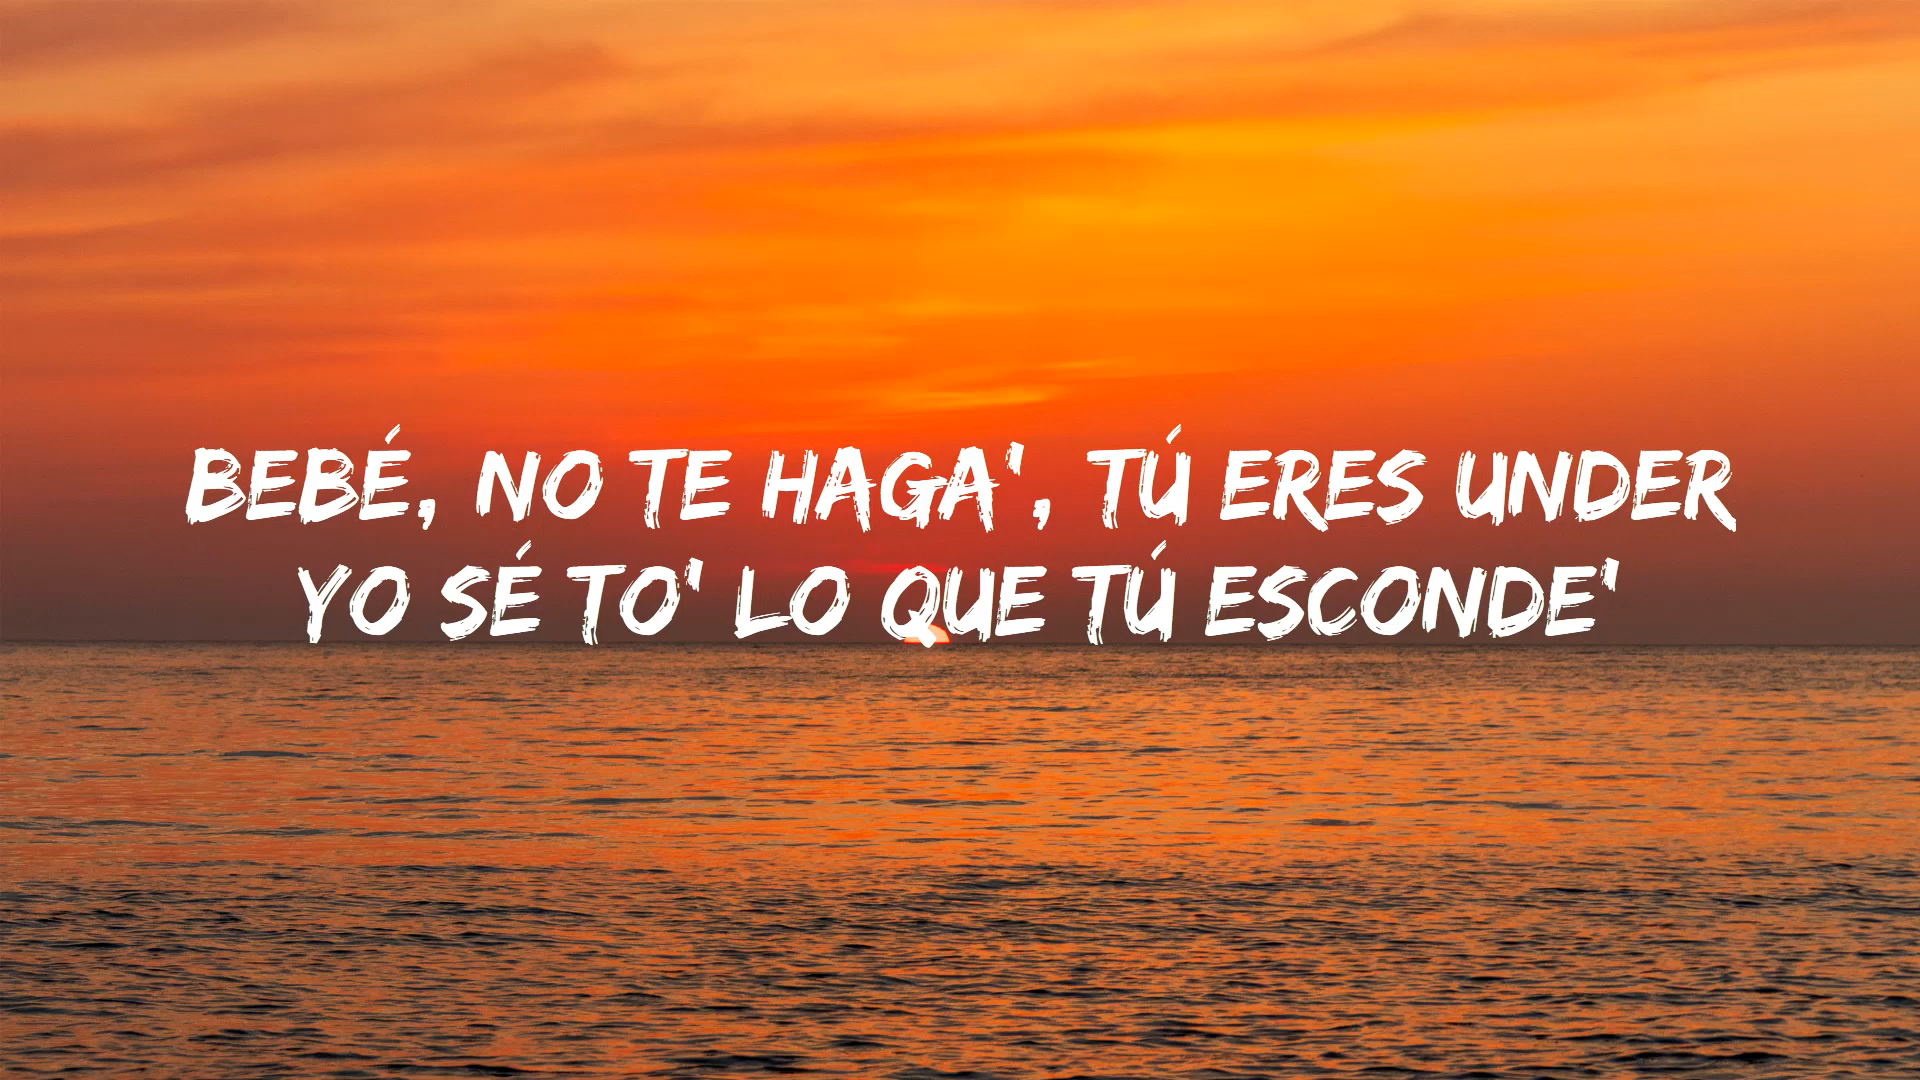 BEBÉ, NO TE HAGA', TÚ ERES UNDER
YO SÉ TO' LO QUE TÚ ESCONDE'